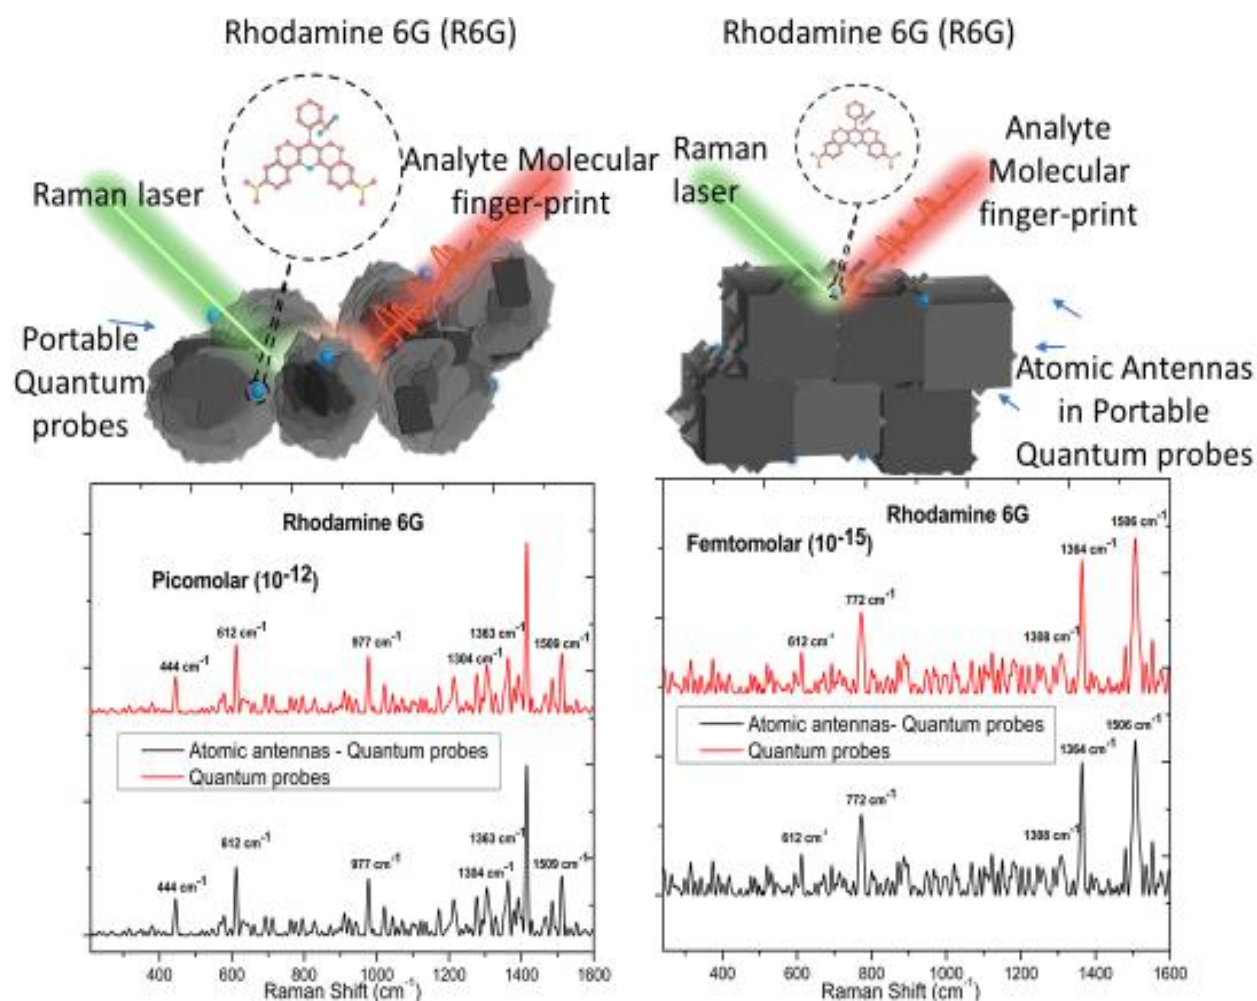 Rhodamine 6G (R6G)
Raman laser
Analyte Molecular
finger-print
Portable
Quantum
probes
Rhodamine 6G (R6G)
Raman
laser
Analyte
Molecular
finger-print
Atomic Antennas
in Portable
Quantum probes
Rhodamine 6G
Picomolar (10-12)
444 cm-1
612 cm-1
977 cm-1
1304 cm-1
1363 cm-1
1509 cm-1
Atomic antennas - Quantum probes
Quantum probes
444 cm-1
612 cm-1
977 cm-1
1304 cm-1
1363 cm-1
1509 cm-1
400 600 800 1000 1200 1400 1600
Raman Shift (cm-1)
Rhodamine 6G
Femtomolar (10-15)
612 cm-1
772 cm-1
1308 cm-1
1364 cm-1
1506 cm-1
Atomic antennas- Quantum probes
Quantum probes
612 cm-1
772 cm-1
1308 cm-1
1364 cm-1
1506 cm-1
400 600 800 1000 1200 1400 1600
Raman Shift (cm-1)